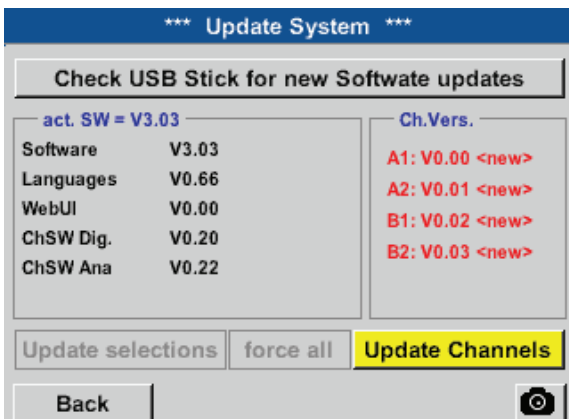 *** Update System ***
Check USB Stick for new Softwate updates
act. SW = V3.03
Software V3.03
Languages V0.66
WebUI V0.00
ChSW Dig. V0.20
ChSW Ana V0.22
Ch.Vers.
A1: V0.00 <new>
A2: V0.01 <new>
B1: V0.02 <new>
B2: V0.03 <new>
Update selections force all Update Channels
Back